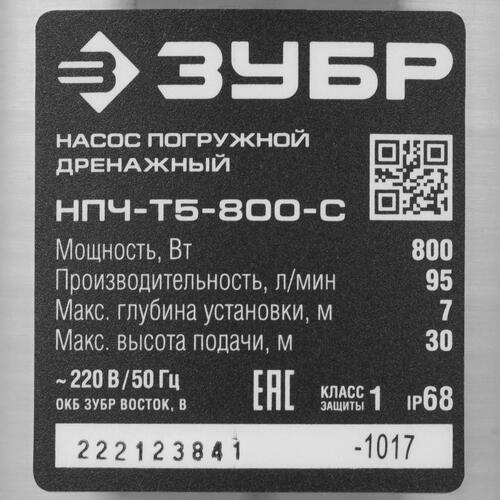 ЗУБР
НАСОС ПОГРУЖНОЙ
ДРЕНАЖНЫЙ
НПЧ-Т5-800-С
Мощность, Вт 800
Производительность, л/мин 95
Макс. глубина установки, м 7
Макс. высота подачи, м 30
~ 220 В / 50 Гц
ОКБ ЗУБР ВОСТОК, В
ЕАС
КЛАСС
ЗАЩИТЫ 1
IP68
222123841 -1017